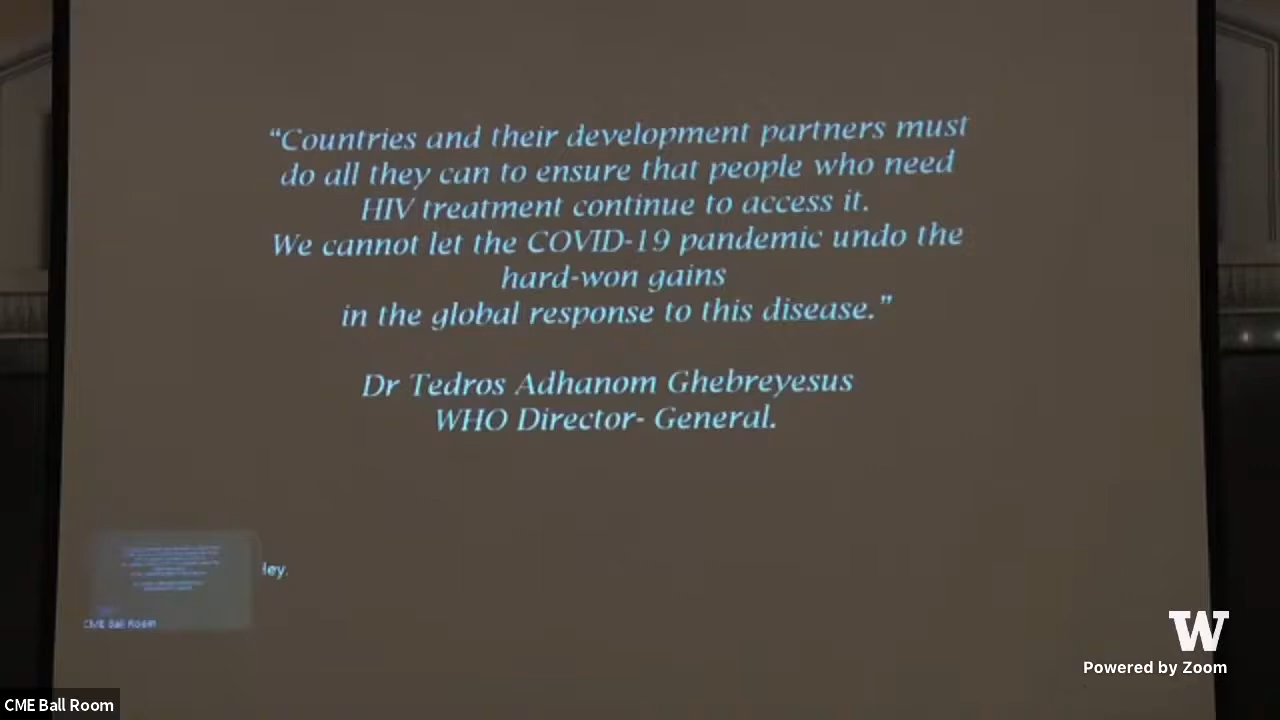 “Countries and their development partners must
do all they can to ensure that people who need
HIV treatment continue to access it.
We cannot let the COVID-19 pandemic undo the
hard-won gains
in the global response to this disease.”
Dr Tedros Adhanom Ghebreyesus
WHO Director- General.
CME Ball Room
W
Powered by Zoom
CME Ball Room